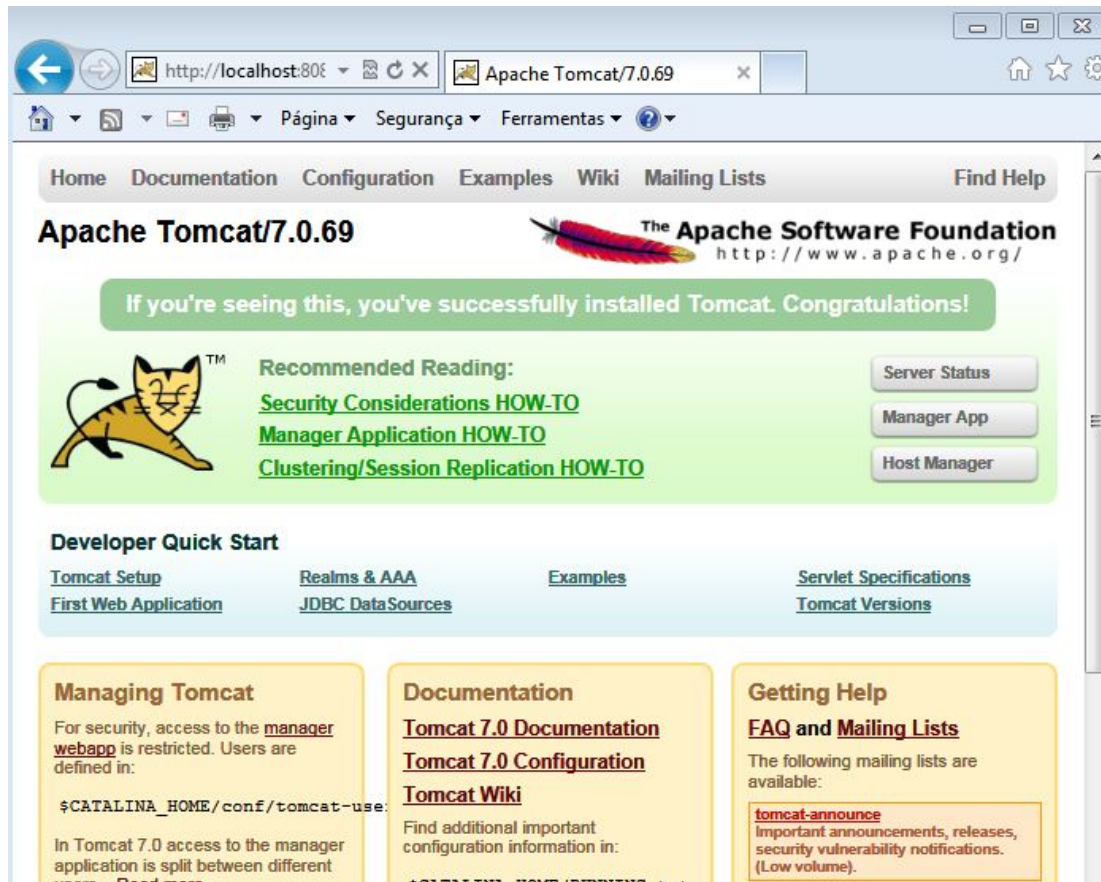 http://localhost:808
Apache Tomcat/7.0.69
Página
Segurança
Ferramentas
Home Documentation Configuration Examples Wiki Mailing Lists Find Help
Apache Tomcat/7.0.69
The Apache Software Foundation
http://www.apache.org/
If you're seeing this, you've successfully installed Tomcat. Congratulations!
TM
Recommended Reading:
Security Considerations HOW-TO
Manager Application HOW-TO
Clustering/Session Replication HOW-TO
Server Status
Manager App
Host Manager
Developer Quick Start
Tomcat Setup
First Web Application
Realms & AAA
JDBC DataSources
Examples
Servlet Specifications
Tomcat Versions
Managing Tomcat
For security, access to the manager
webapp is restricted. Users are
defined in:
$CATALINA_HOME/conf/tomcat-use
In Tomcat 7.0 access to the manager
application is split between different
Documentation
Tomcat 7.0 Documentation
Tomcat 7.0 Configuration
Tomcat Wiki
Find additional important
configuration information in:
Getting Help
FAQ and Mailing Lists
The following mailing lists are
available:
tomcat-announce
Important announcements, releases,
security vulnerability notifications.
(Low volume).